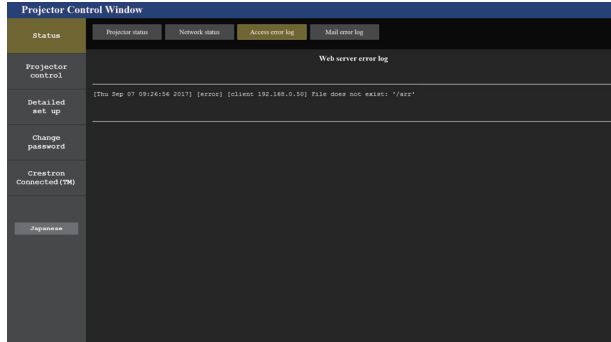 Projector Control Window
Status
Projector status
Network status
Access error log
Mail error log
Web server error log
[Thu Sep 07 09:26:56 2017] [error] [client 192.168.0.50] File does not exist: '/arr'
Projector
control
Detailed
set up
Change
password
Crestron
Connected(TM)
Japanese